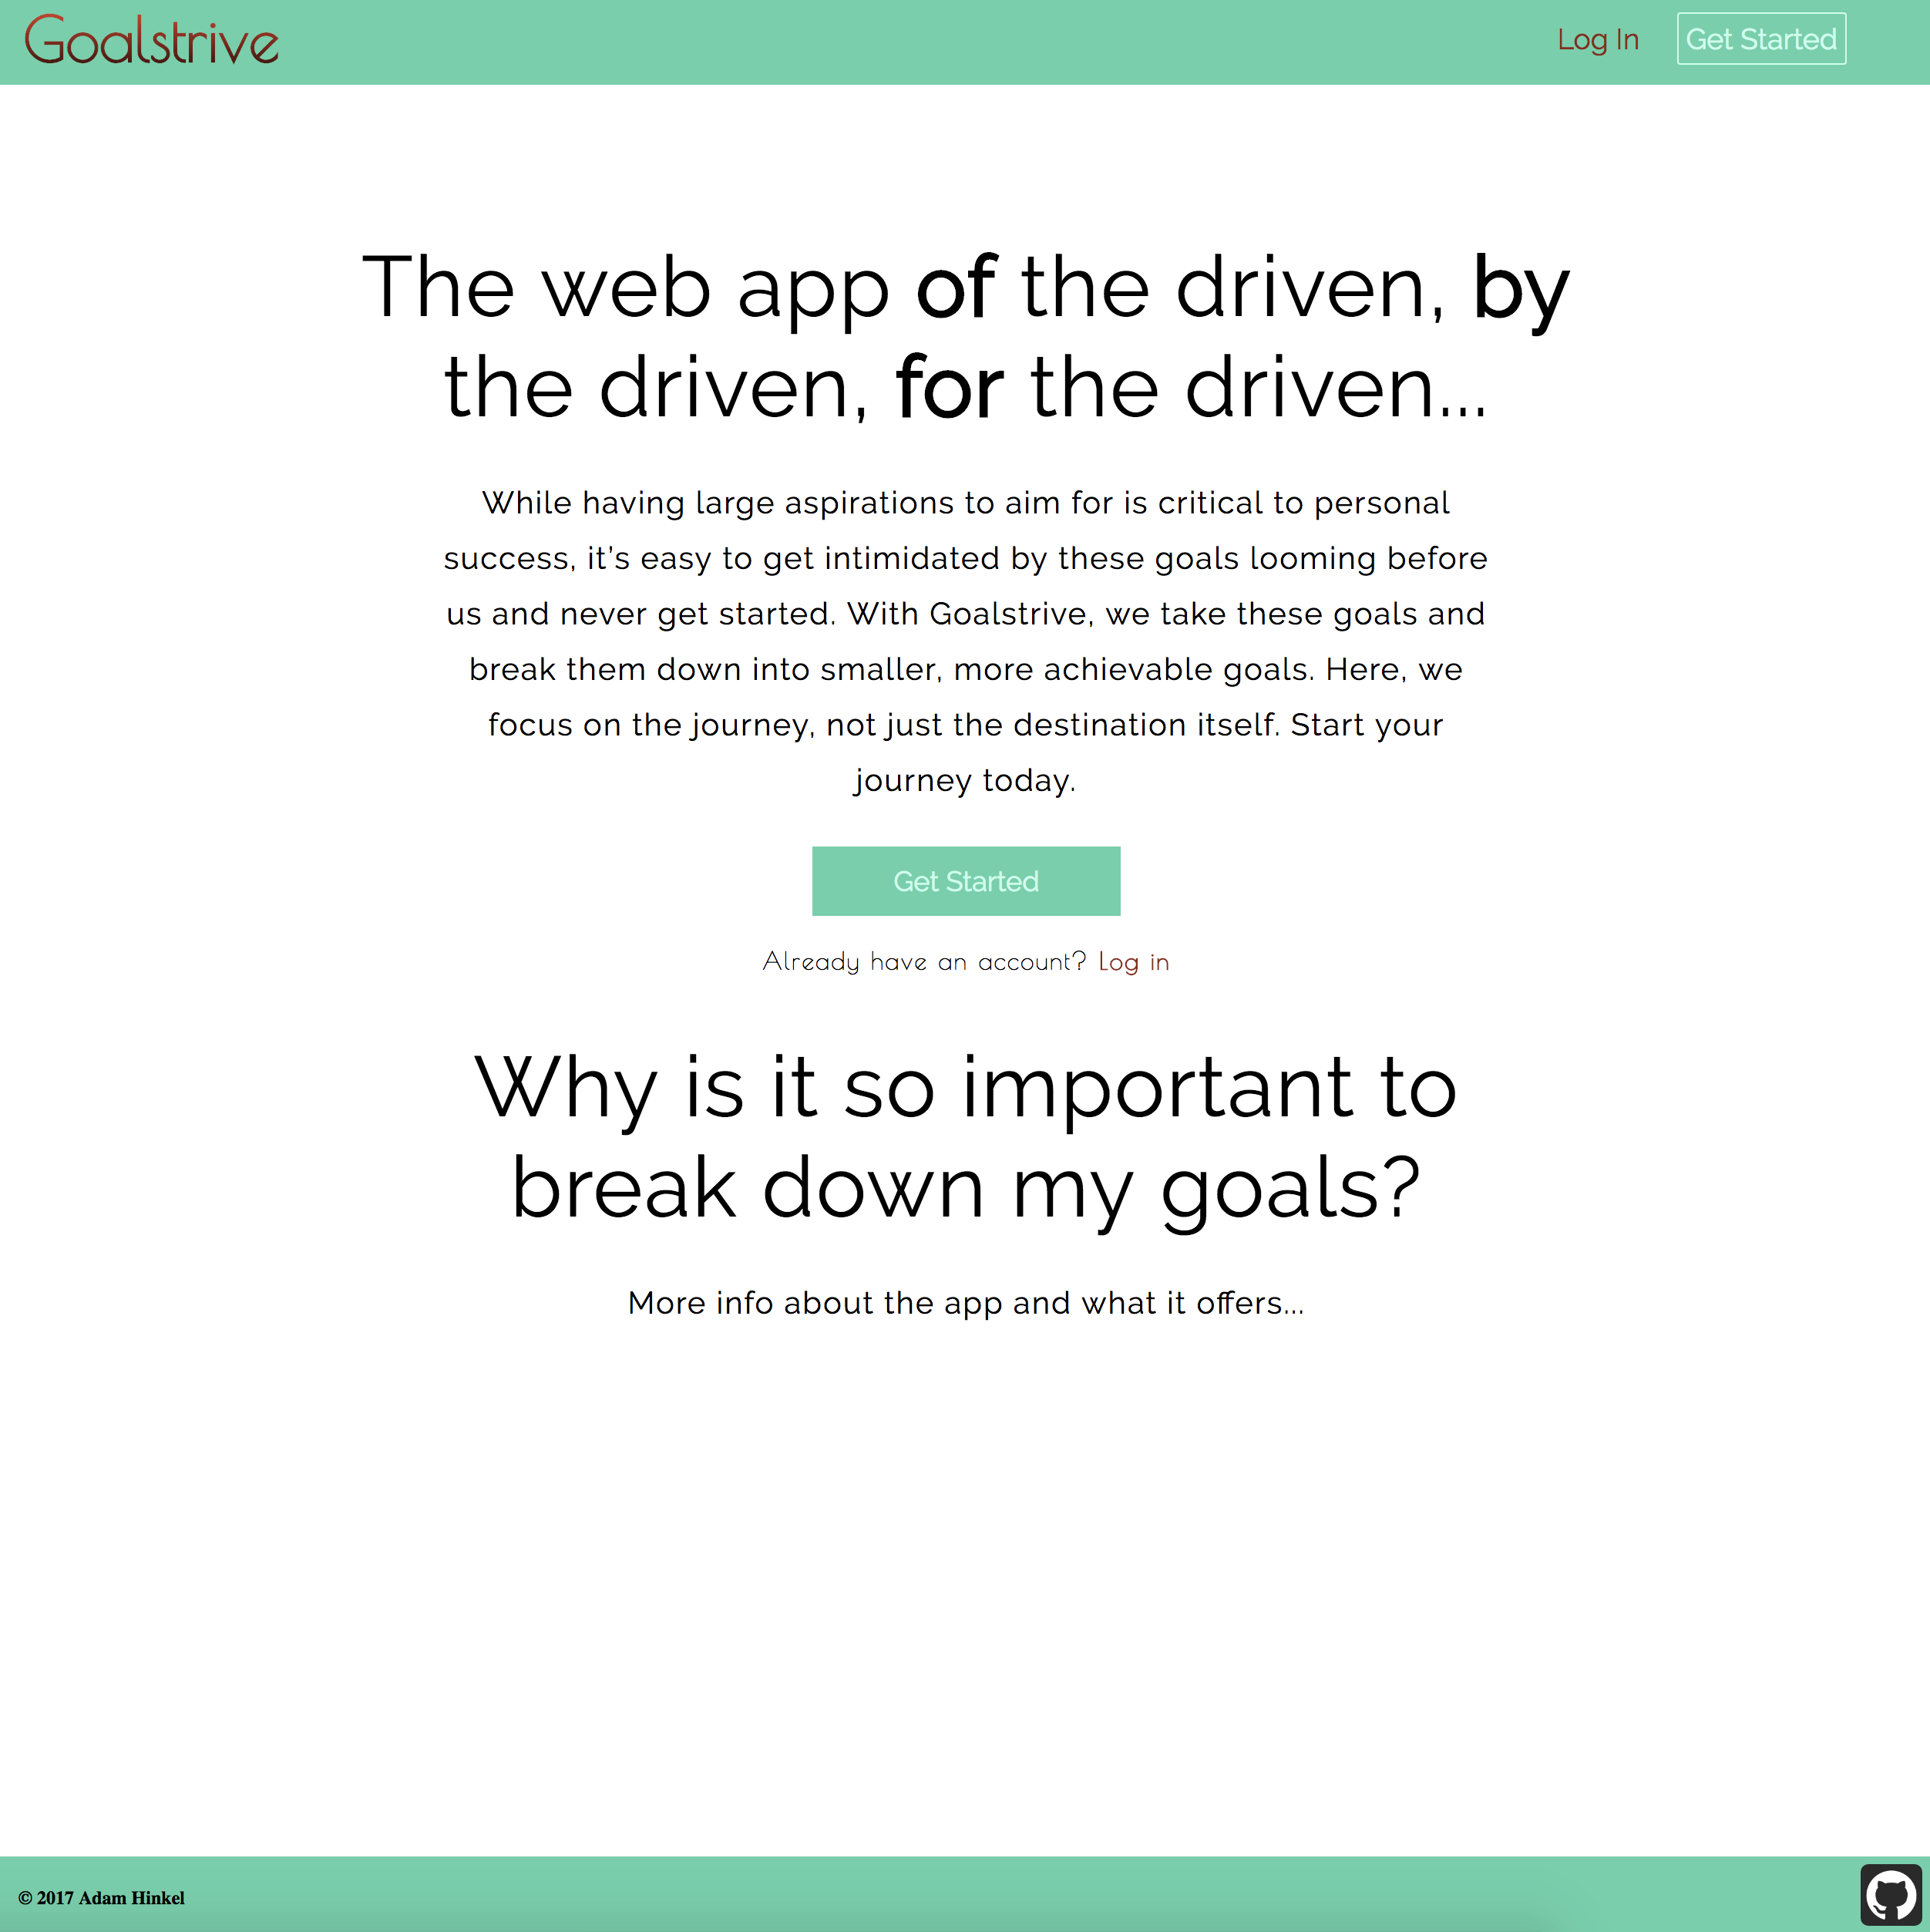 Goalstrive
Log In
Get Started
The web app of the driven, by
the driven, for the driven...
While having large aspirations to aim for is critical to personal
success, it’s easy to get intimidated by these goals looming before
us and never get started. With Goalstrive, we take these goals and
break them down into smaller, more achievable goals. Here, we
focus on the journey, not just the destination itself. Start your
journey today.
Get Started
Already have an account? Log in
Why is it so important to
break down my goals?
More info about the app and what it offers...
© 2017 Adam Hinkel